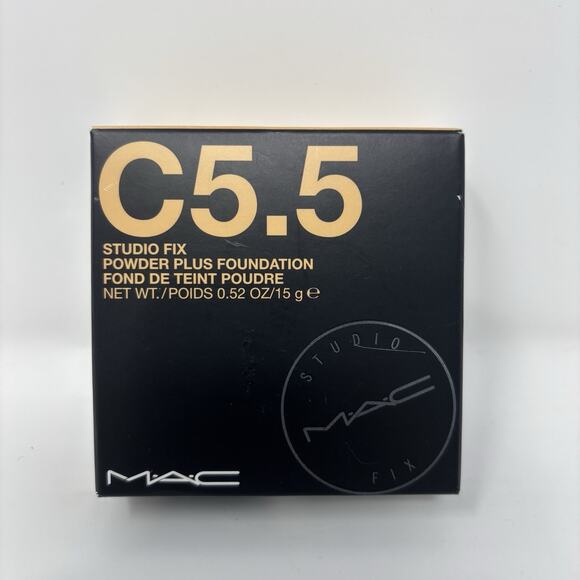 C5.5
STUDIO FIX
POWDER PLUS FOUNDATION
FOND DE TEINT POUDRE
NET WT./POIDS 0.52 OZ/15 g ℮
STUDIO
M·A·C
FIX
M·A·C